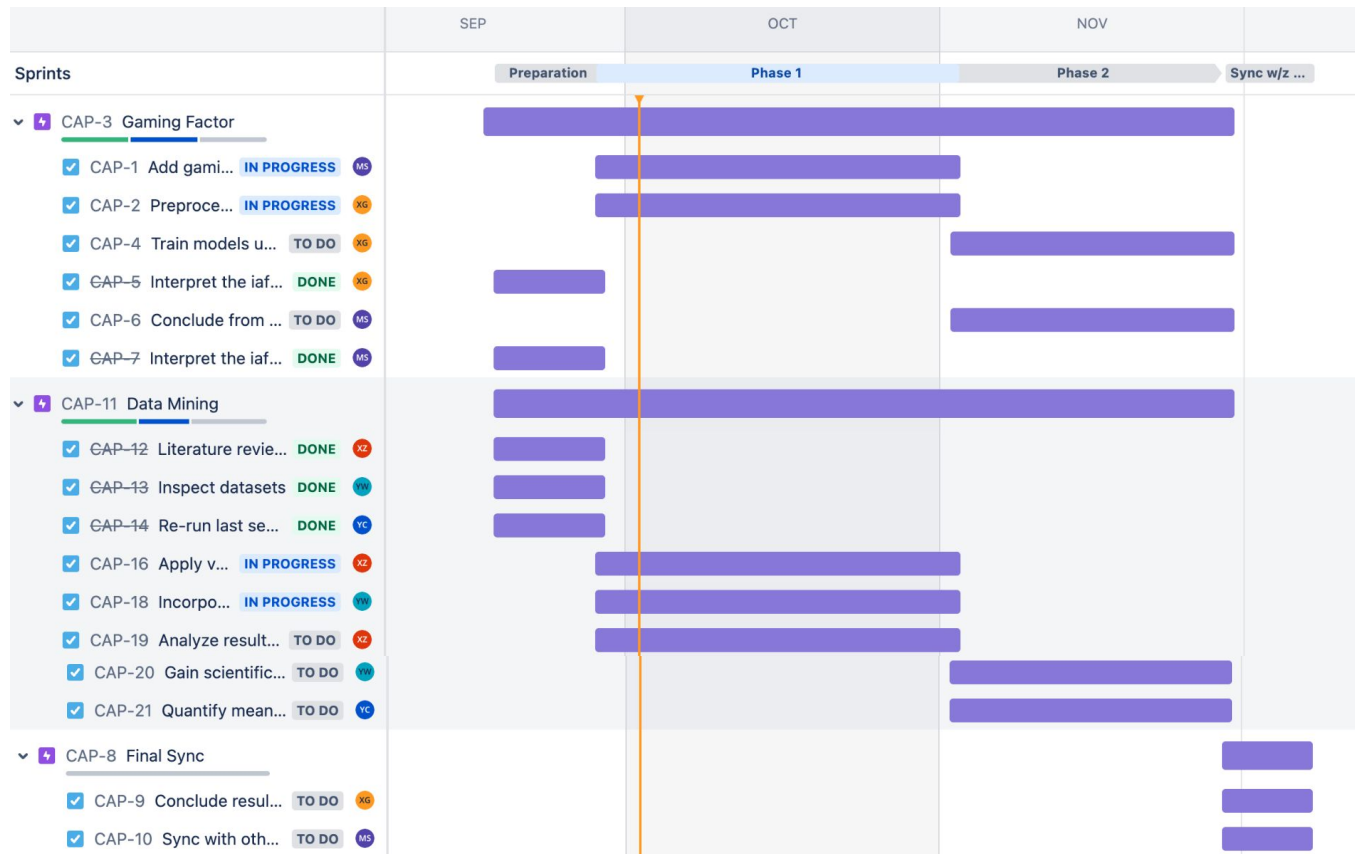 SEP OCT NOV
Sprints Preparation Phase 1 Phase 2 Sync w/z ...
CAP-3 Gaming Factor
CAP-1 Add gami... IN PROGRESS MS
CAP-2 Preproce... IN PROGRESS XG
CAP-4 Train models u... TO DO XG
CAP-5 Interpret the iaf... DONE XG
CAP-6 Conclude from ... TO DO MS
CAP-7 Interpret the iaf... DONE MS
CAP-11 Data Mining
CAP-12 Literature revie... DONE XZ
CAP-13 Inspect datasets DONE YW
CAP-14 Re-run last se... DONE YC
CAP-16 Apply v... IN PROGRESS XZ
CAP-18 Incorpo... IN PROGRESS YW
CAP-19 Analyze result... TO DO XZ
CAP-20 Gain scientific... TO DO YW
CAP-21 Quantify mean... TO DO YC
CAP-8 Final Sync
CAP-9 Conclude resul... TO DO XG
CAP-10 Sync with oth... TO DO MS